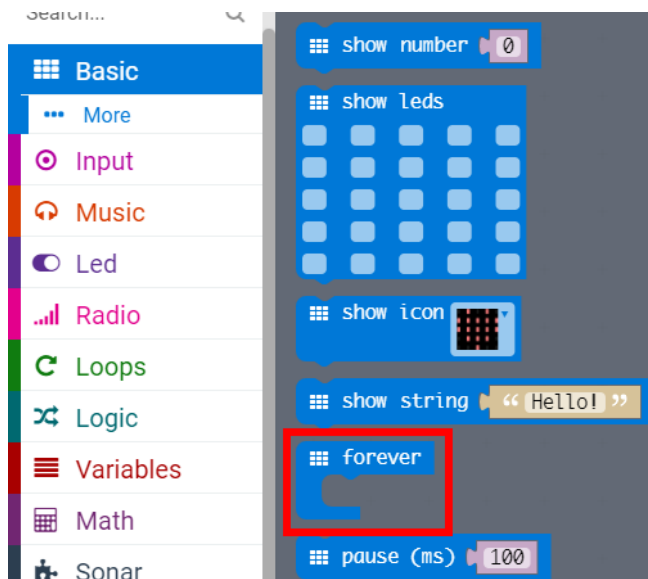 Search...
Basic
More
Input
Music
Led
Radio
Loops
Logic
Variables
Math
Sonar
show number 0
show leds
show icon
show string “ Hello! ”
forever
pause (ms) 100